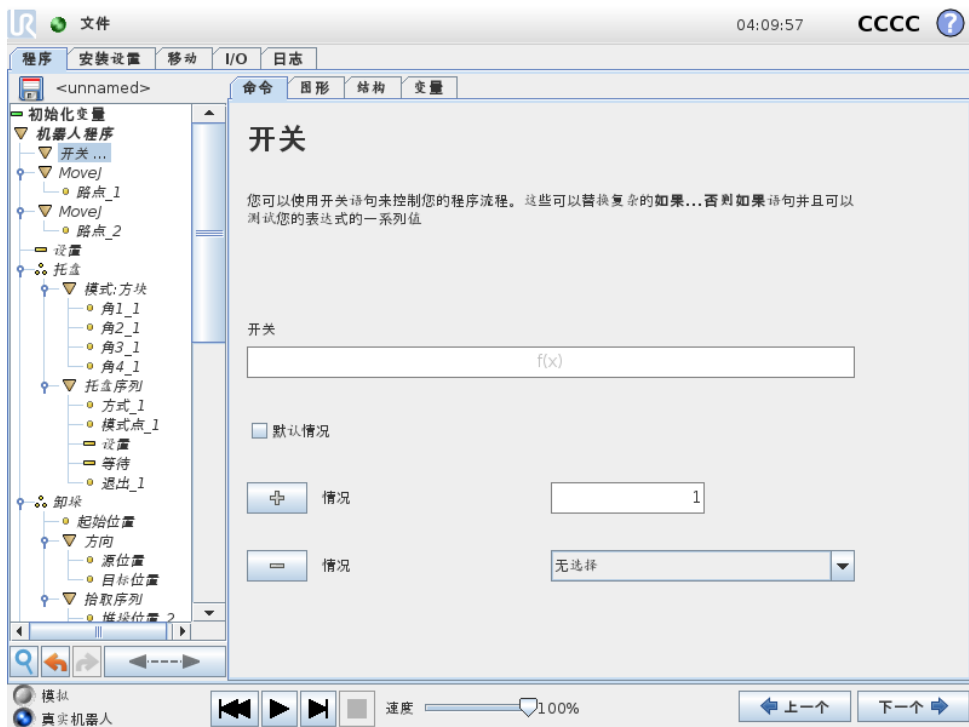 UR 文件 04:09:57 CCCC ?
程序 安装设置 移动 I/O 日志
<unnamed>
命令 图形 结构 变量
初始化变量
机器人程序
开关 ...
MoveJ
路点_1
MoveJ
路点_2
设置
托盘
模式:方块
角1_1
角2_1
角3_1
角4_1
托盘序列
方式_1
模式点_1
设置
等待
退出_1
卸垛
起始位置
方向
源位置
目标位置
拾取序列
堆垛位置_2
开关
您可以使用开关语句来控制您的程序流程。这些可以替换复杂的如果...否则如果语句并且可以
测试您的表达式的一系列值
开关
f(x)
默认情况
情况 1
情况 无选择
模拟
真实机器人
速度 100%
上一个 下一个